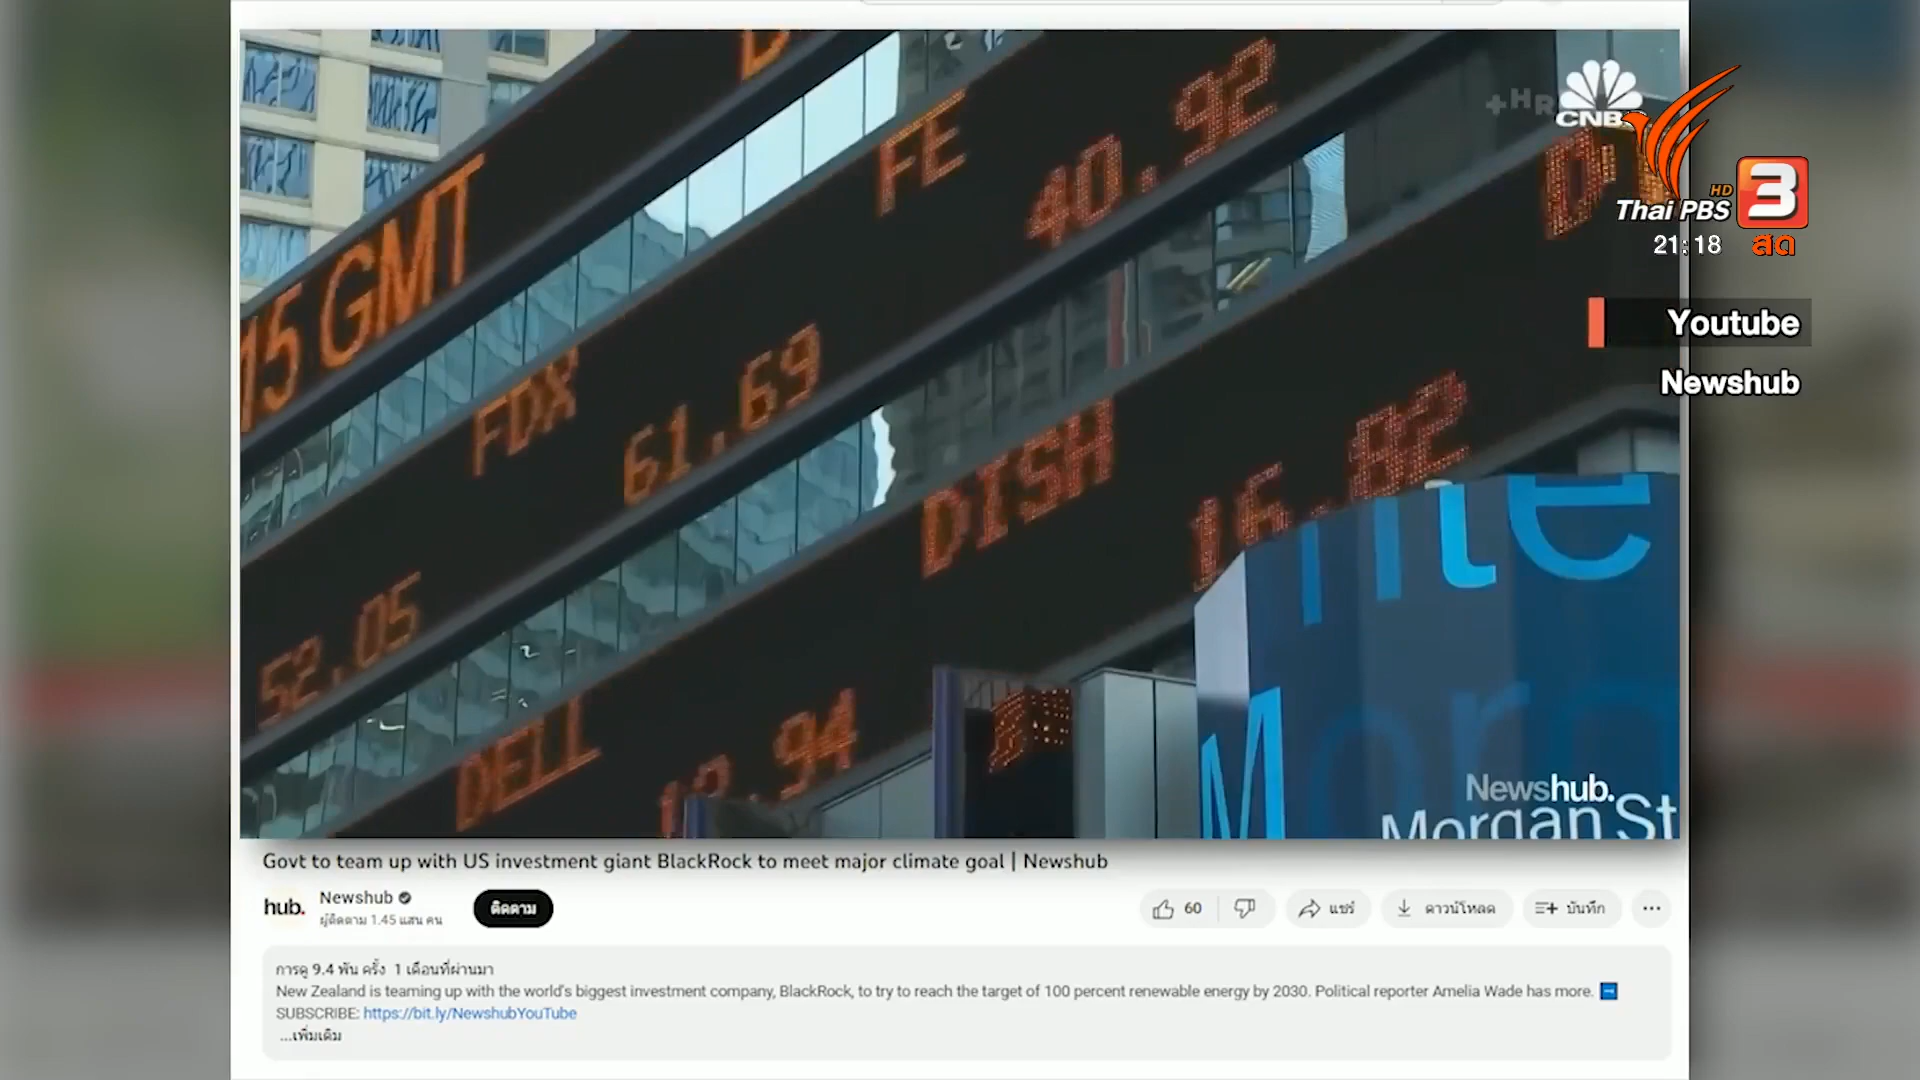 CNBC
HD
Thai PBS 3
21:18 สด
Youtube
Newshub
15 GMT
FE 40.92
FDX 61.69
DISH 16.82
52.05
DELL
Newshub.
Morgan St
Govt to team up with US investment giant BlackRock to meet major climate goal | Newshub
hub.
Newshub
ผู้ติดตาม 1.45 แสน คน
ติดตาม
60
แชร์
ดาวน์โหลด
บันทึก
การดู 9.4 พัน ครั้ง 1 เดือนที่ผ่านมา
New Zealand is teaming up with the world's biggest investment company, BlackRock, to try to reach the target of 100 percent renewable energy by 2030. Political reporter Amelia Wade has more.
SUBSCRIBE: https://bit.ly/NewshubYouTube
...เพิ่มเติม